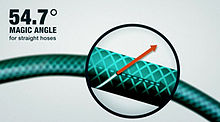 54.7°
MAGIC ANGLE
for straight hoses